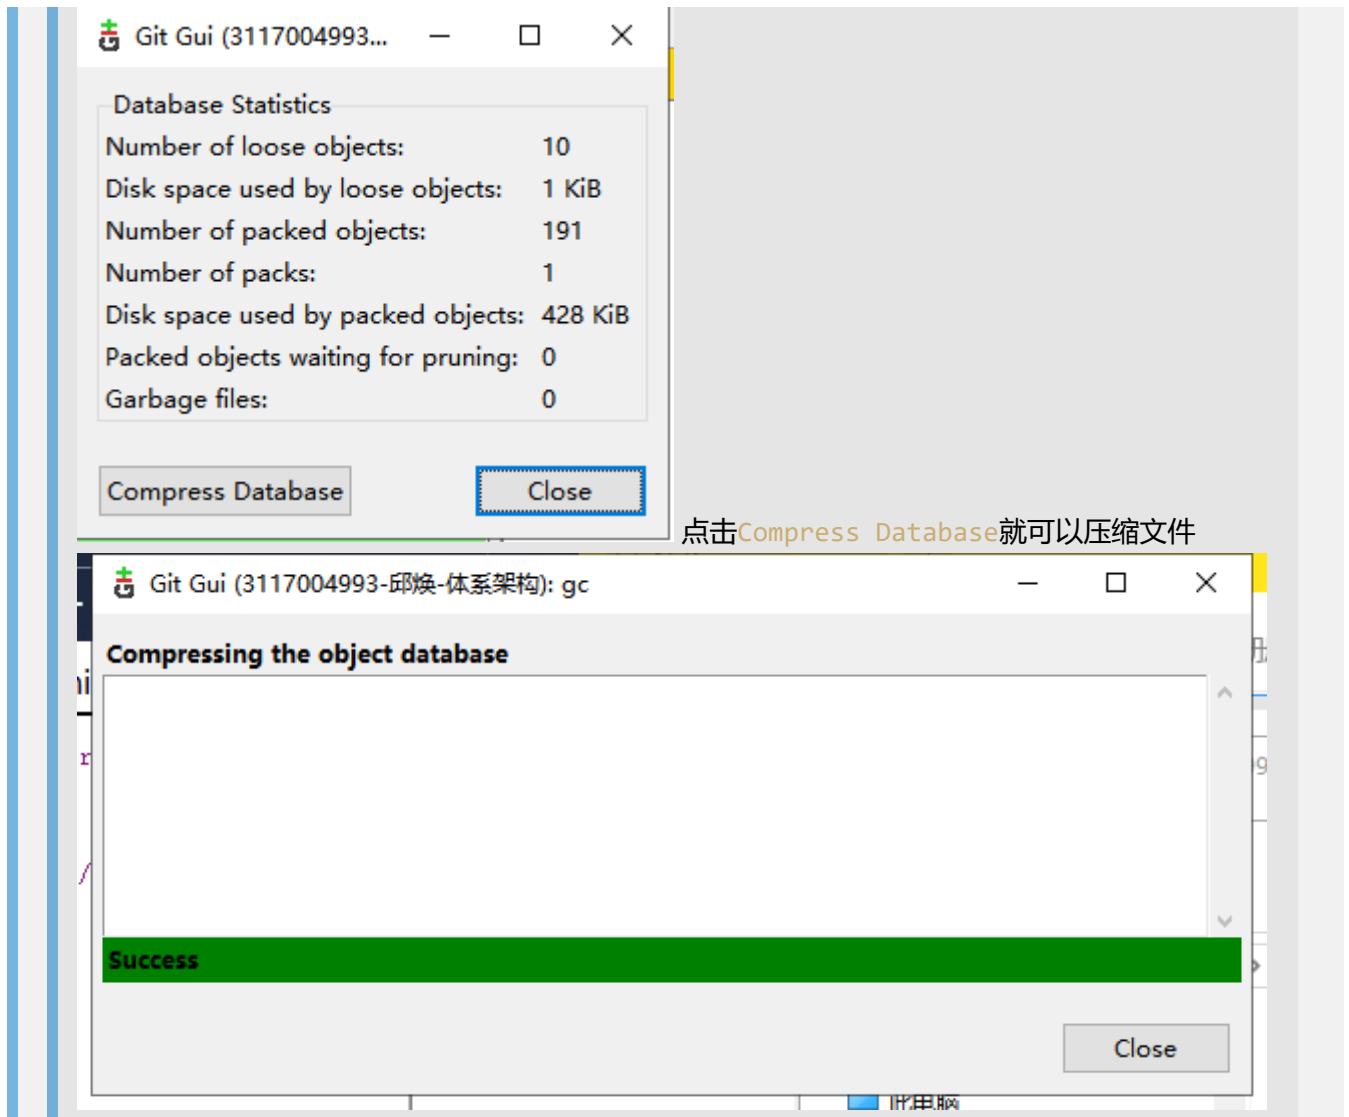 Git Gui (3117004993...
Database Statistics
Number of loose objects: 10
Disk space used by loose objects: 1 KiB
Number of packed objects: 191
Number of packs: 1
Disk space used by packed objects: 428 KiB
Packed objects waiting for pruning: 0
Garbage files: 0
Compress Database Close
点击Compress Database就可以压缩文件
Git Gui (3117004993-邱焕-体系架构): gc
Compressing the object database
Success
Close
此电脑